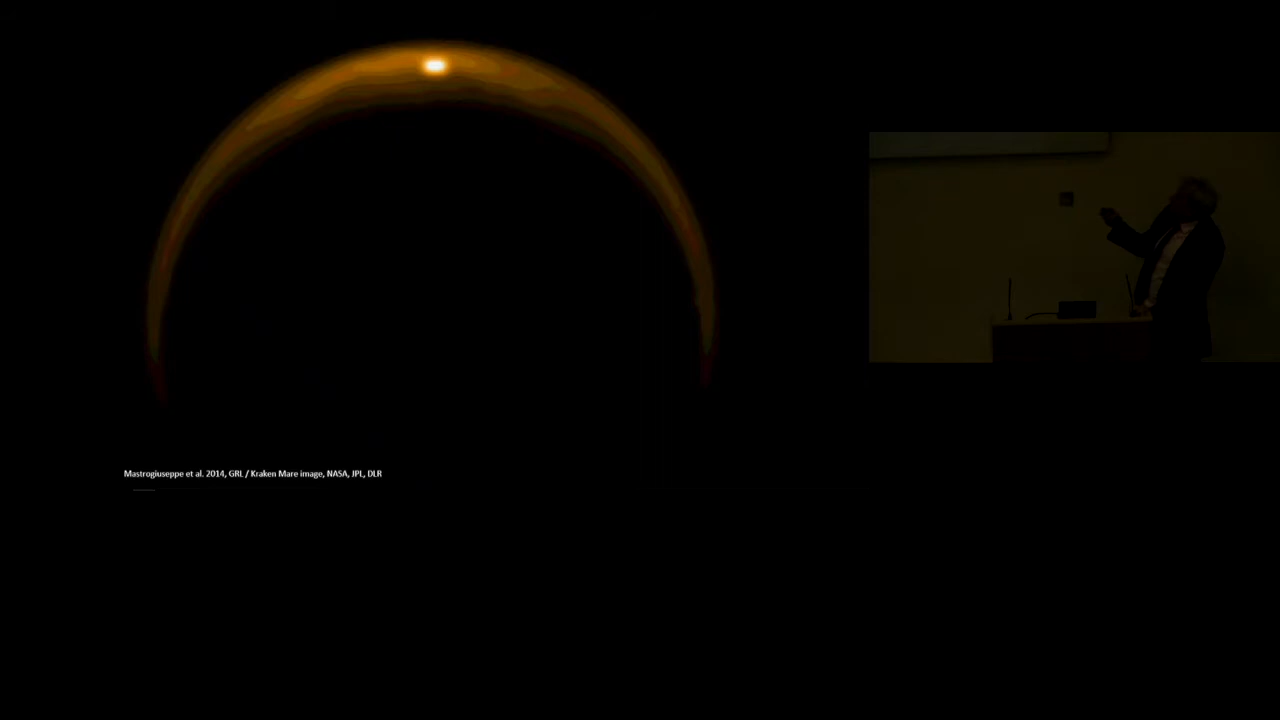 Mastrogiuseppe et al. 2014, GRL / Kraken Mare image, NASA, JPL, DLR